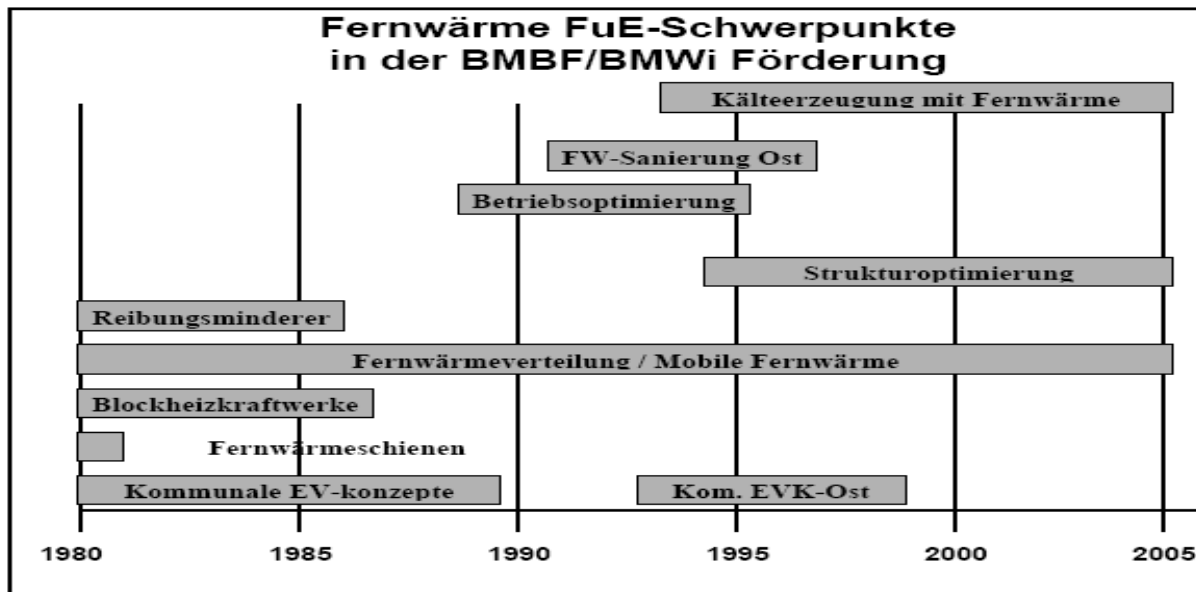 Fernwärme FuE-Schwerpunkte
in der BMBF/BMWi Förderung
Kälteerzeugung mit Fernwärme
FW-Sanierung Ost
Betriebsoptimierung
Strukturoptimierung
Reibungsminderer
Fernwärmeverteilung / Mobile Fernwärme
Blockheizkraftwerke
Fernwärmeschienen
Kommunale EV-konzepte Kom. EVK-Ost
1980 1985 1990 1995 2000 2005